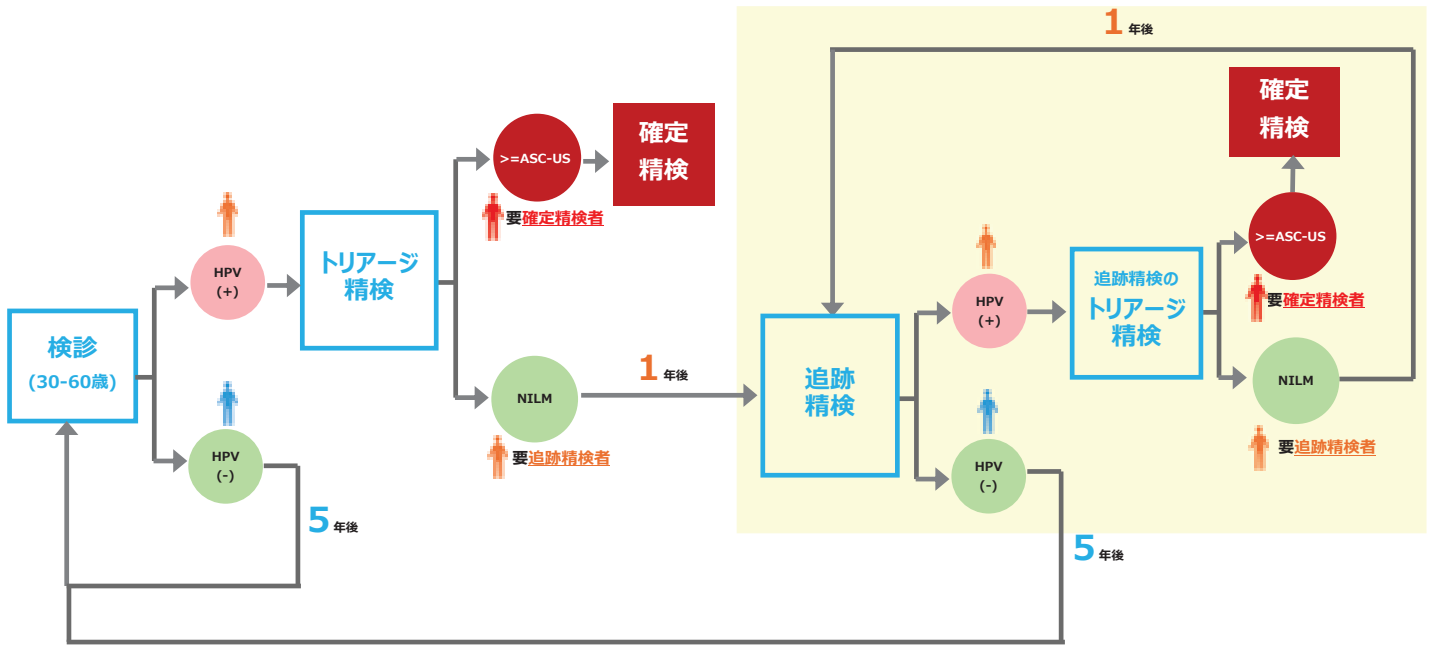 検診
(30-60歳)
HPV
(+)
HPV
(-)
5 年後
トリアージ
精検
>=ASC-US
要確定精検者
確定
精検
NILM
要追跡精検者
1 年後
1 年後
追跡
精検
HPV
(+)
HPV
(-)
5 年後
追跡精検の
トリアージ
精検
確定
精検
>=ASC-US
要確定精検者
NILM
要追跡精検者